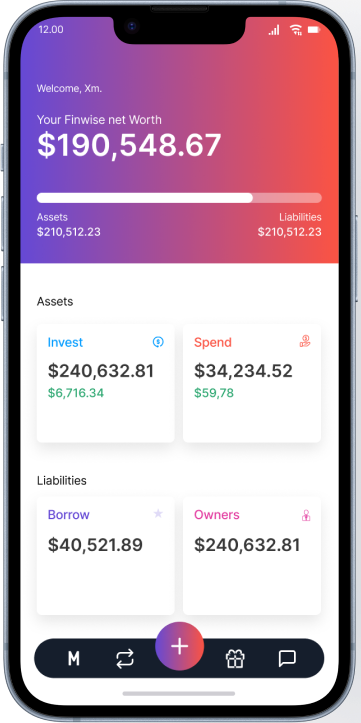 12.00
Welcome, Xm.
Your Finwise net Worth
$190,548.67
Assets
Liabilities
$210,512.23
$210,512.23
Assets
Invest
$240,632.81
$6,716.34
Spend
$34,234.52
$59,78
Liabilities
Borrow
$40,521.89
Owners
$240,632.81
M